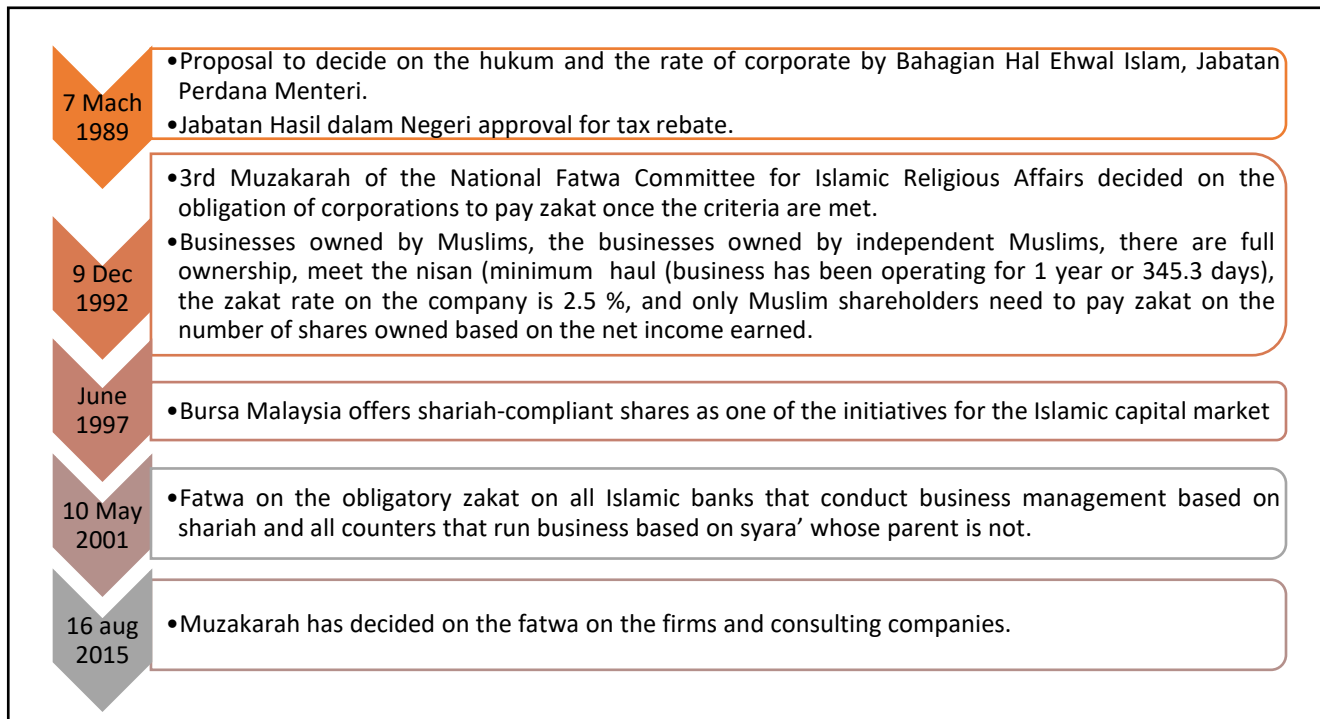 7 Mach
1989
•Proposal to decide on the hukum and the rate of corporate by Bahagian Hal Ehwal Islam, Jabatan
Perdana Menteri.
•Jabatan Hasil dalam Negeri approval for tax rebate.
9 Dec
1992
•3rd Muzakarah of the National Fatwa Committee for Islamic Religious Affairs decided on the
obligation of corporations to pay zakat once the criteria are met.
•Businesses owned by Muslims, the businesses owned by independent Muslims, there are full
ownership, meet the nisan (minimum haul (business has been operating for 1 year or 345.3 days),
the zakat rate on the company is 2.5 %, and only Muslim shareholders need to pay zakat on the
number of shares owned based on the net income earned.
June
1997
•Bursa Malaysia offers shariah-compliant shares as one of the initiatives for the Islamic capital market
10 May
2001
•Fatwa on the obligatory zakat on all Islamic banks that conduct business management based on
shariah and all counters that run business based on syara’ whose parent is not.
16 aug
2015
•Muzakarah has decided on the fatwa on the firms and consulting companies.